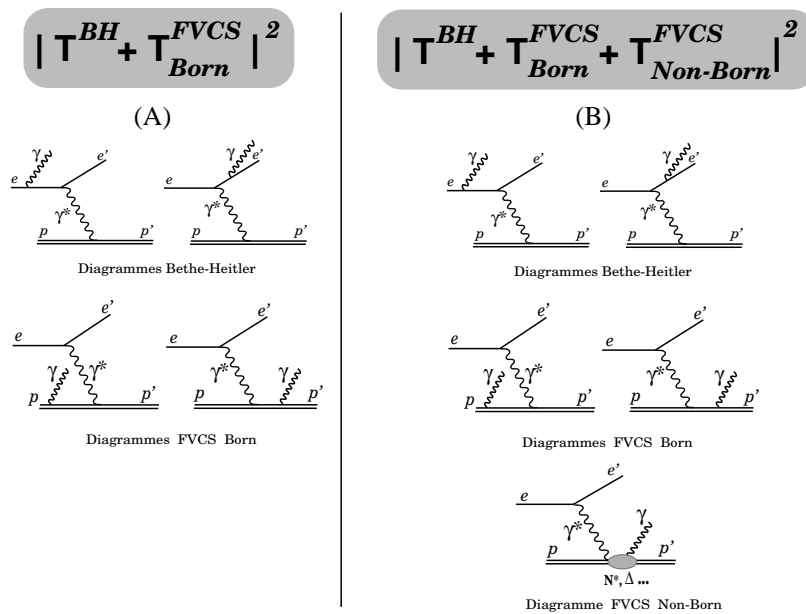 | T^BH + T^FVCS_Born |^2
(A)
γ e'
e
γ*
p p'
γ e'
e
γ*
p p'
Diagrammes Bethe-Heitler
e'
e
γ γ*
p p'
e'
e
γ* γ
p p'
Diagrammes FVCS Born
| T^BH + T^FVCS_Born + T^FVCS_Non-Born |^2
(B)
γ e'
e
γ*
p p'
γ e'
e
γ*
p p'
Diagrammes Bethe-Heitler
e'
e
γ γ*
p p'
e'
e
γ* γ
p p'
Diagrammes FVCS Born
e'
e
γ* γ
p p'
N*, Δ ...
Diagramme FVCS Non-Born